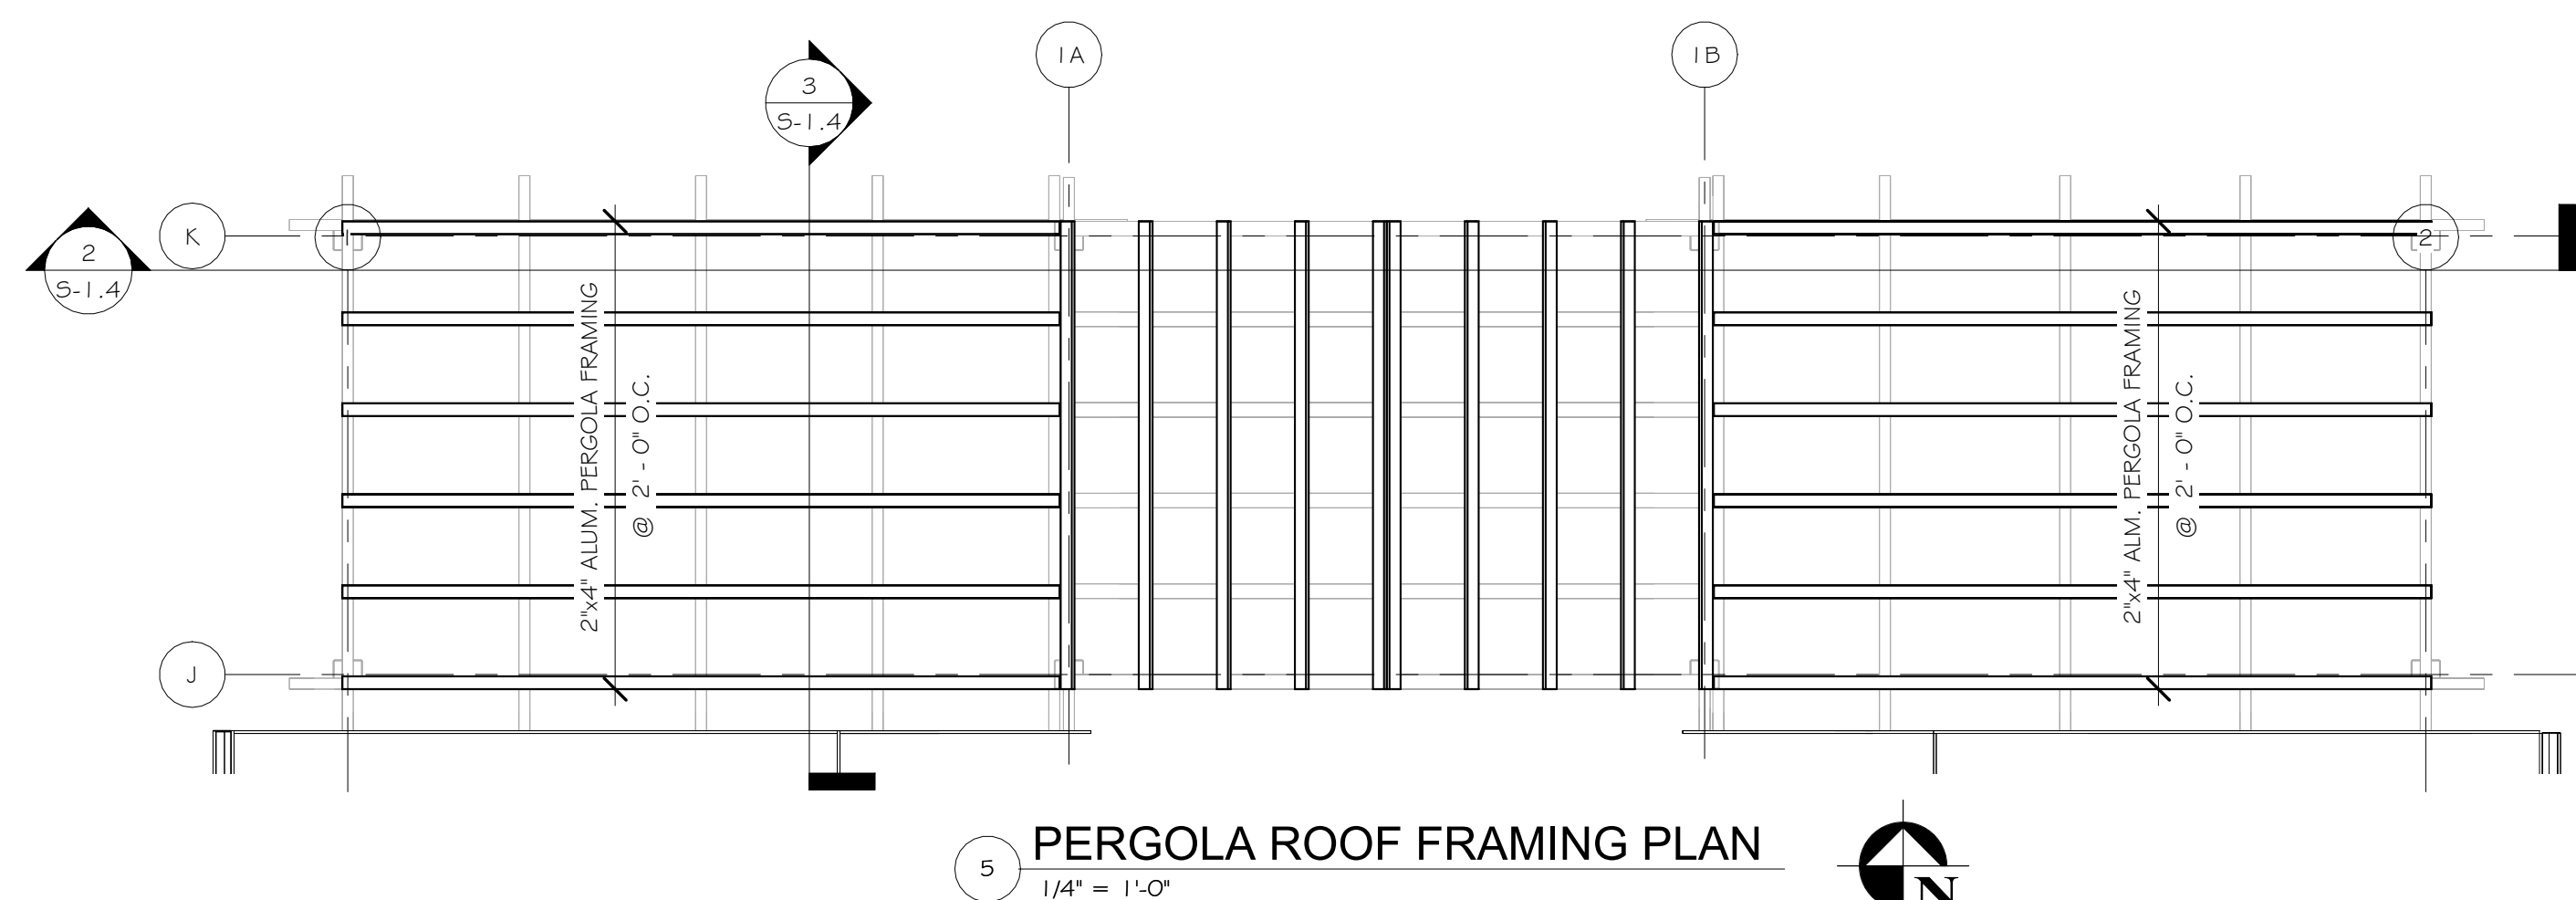 1A
1B
3
S-1.4
K
2
S-1.4
1
2
2"x4" ALUM. PERGOLA FRAMING
@ 2' - 0" O.C.
2"x4" ALM. PERGOLA FRAMING
@ 2' - 0" O.C.
J
5
PERGOLA ROOF FRAMING PLAN
1/4" = 1'-0"
N